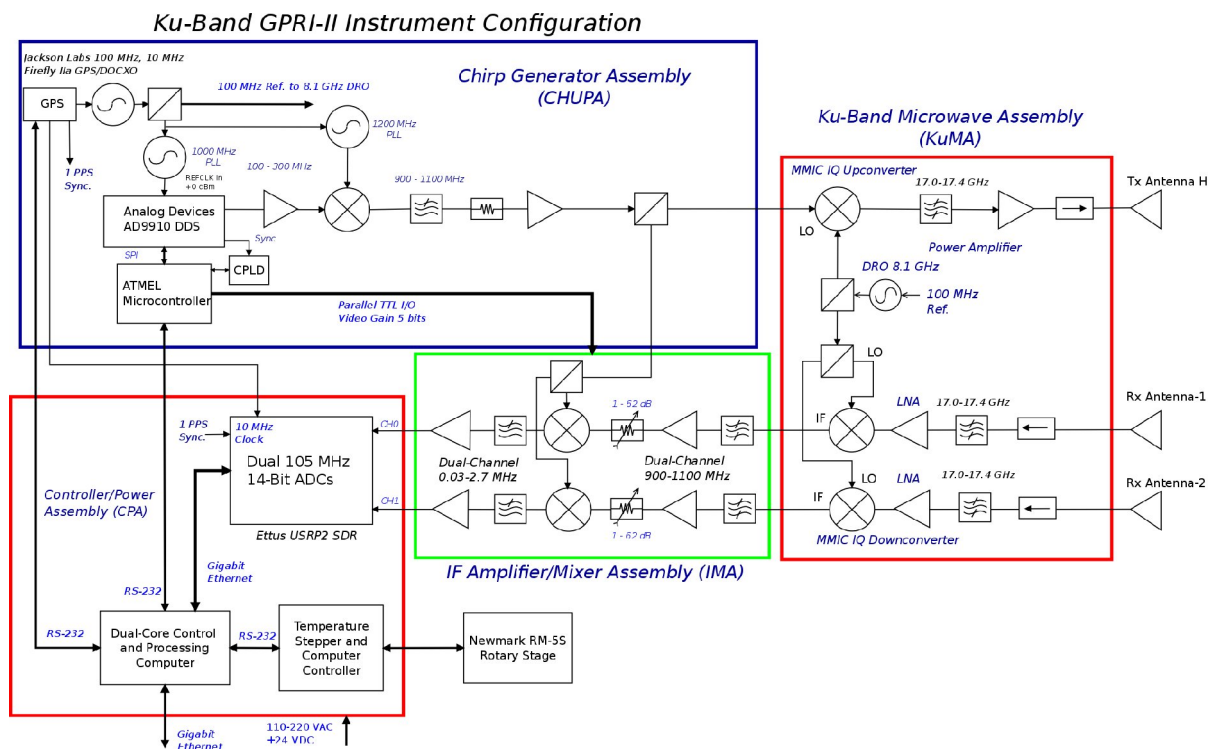 Ku-Band GPRI-II Instrument Configuration
Jackson Labs 100 MHz, 10 MHz
Firefly IIa GPS/DOCXO
GPS
100 MHz Ref. to 8.1 GHz DRO
Chirp Generator Assembly
(CHUPA)
1200 MHz
PLL
1000 MHz
PLL
1 PPS
Sync.
REFCLK in
+0 dBm
100 - 300 MHz
900 - 1100 MHz
Analog Devices
AD9910 DDS
Sync
SPI
CPLD
ATMEL
Microcontroller
Parallel TTL I/O
Video Gain 5 bits
Ku-Band Microwave Assembly
(KuMA)
MMIC IQ Upconverter
17.0-17.4 GHz
Tx Antenna H
LO
Power Amplifier
DRO 8.1 GHz
100 MHz
Ref.
LO
Rx Antenna-1
LNA
17.0-17.4 GHz
IF
LO
Rx Antenna-2
LNA
17.0-17.4 GHz
IF
MMIC IQ Downconverter
1 - 62 dB
CH0
Dual-Channel
0.03-2.7 MHz
Dual-Channel
900-1100 MHz
CH1
1 - 62 dB
IF Amplifier/Mixer Assembly (IMA)
1 PPS
Sync.
10 MHz
Clock
Dual 105 MHz
14-Bit ADCs
Ettus USRP2 SDR
Controller/Power
Assembly (CPA)
Gigabit
Ethernet
RS-232
RS-232
Dual-Core Control
and Processing
Computer
RS-232
Temperature
Stepper and
Computer
Controller
Newmark RM-5S
Rotary Stage
Gigabit
Ethernet
110-220 VAC
+24 VDC